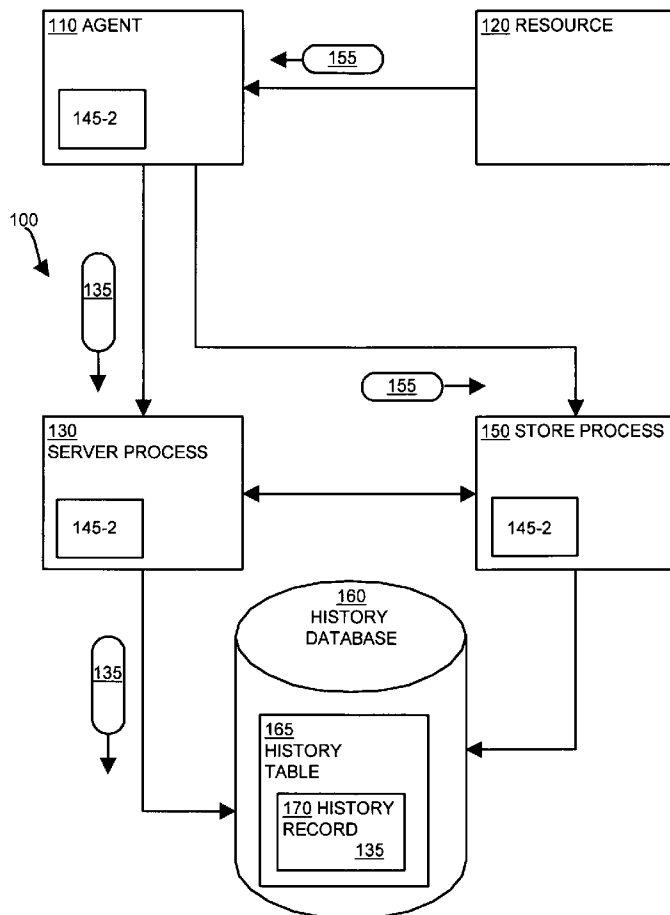 110 AGENT
145-2
155
120 RESOURCE
100
135
155
130
SERVER PROCESS
145-2
150 STORE PROCESS
145-2
135
160
HISTORY
DATABASE
165
HISTORY
TABLE
170 HISTORY
RECORD
135